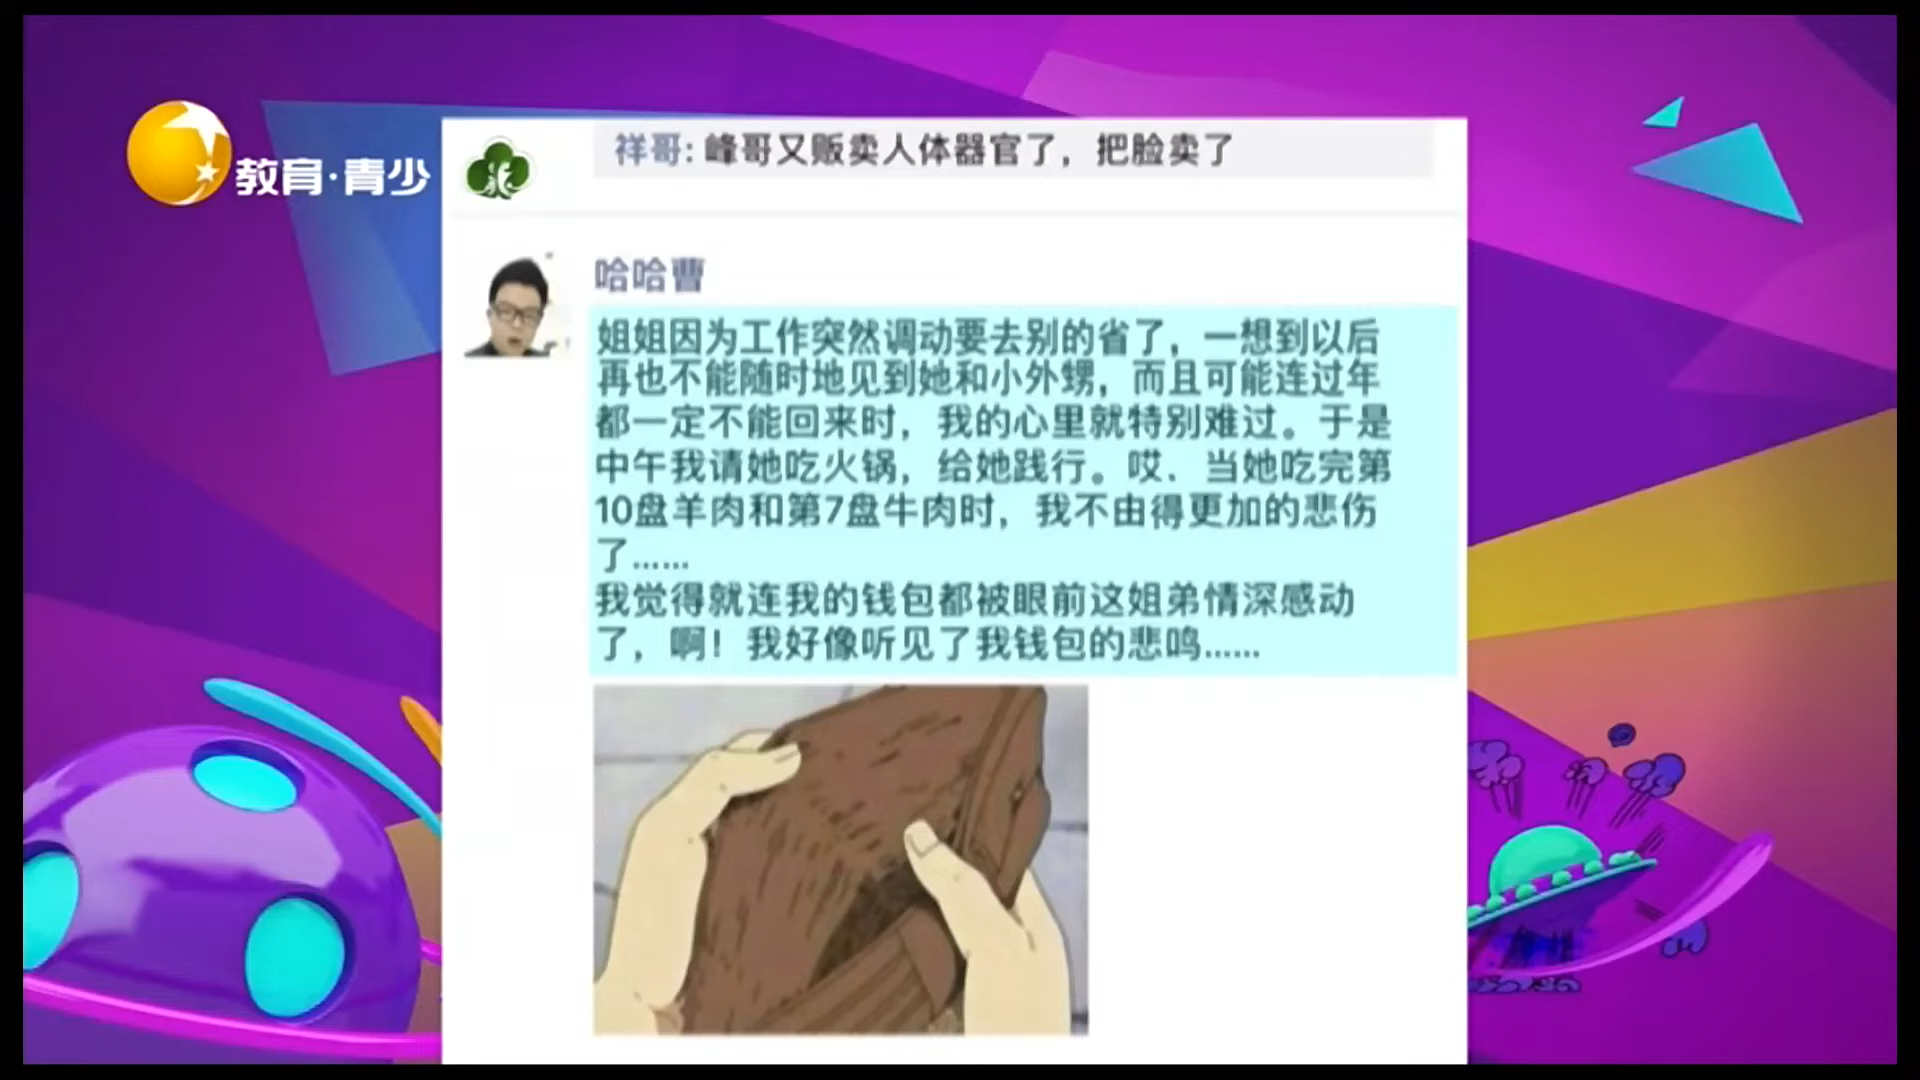 教育·青少
祥哥: 峰哥又贩卖人体器官了，把脸卖了
哈哈曹
姐姐因为工作突然调动要去别的省了，一想到以后
再也不能随时地见到她和小外甥，而且可能连过年
都一定不能回来时，我的心里就特别难过。于是
中午我请她吃火锅，给她践行。哎．当她吃完第
10盘羊肉和第7盘牛肉时，我不由得更加的悲伤
了……
我觉得就连我的钱包都被眼前这姐弟情深感动
了，啊！我好像听见了我钱包的悲鸣……